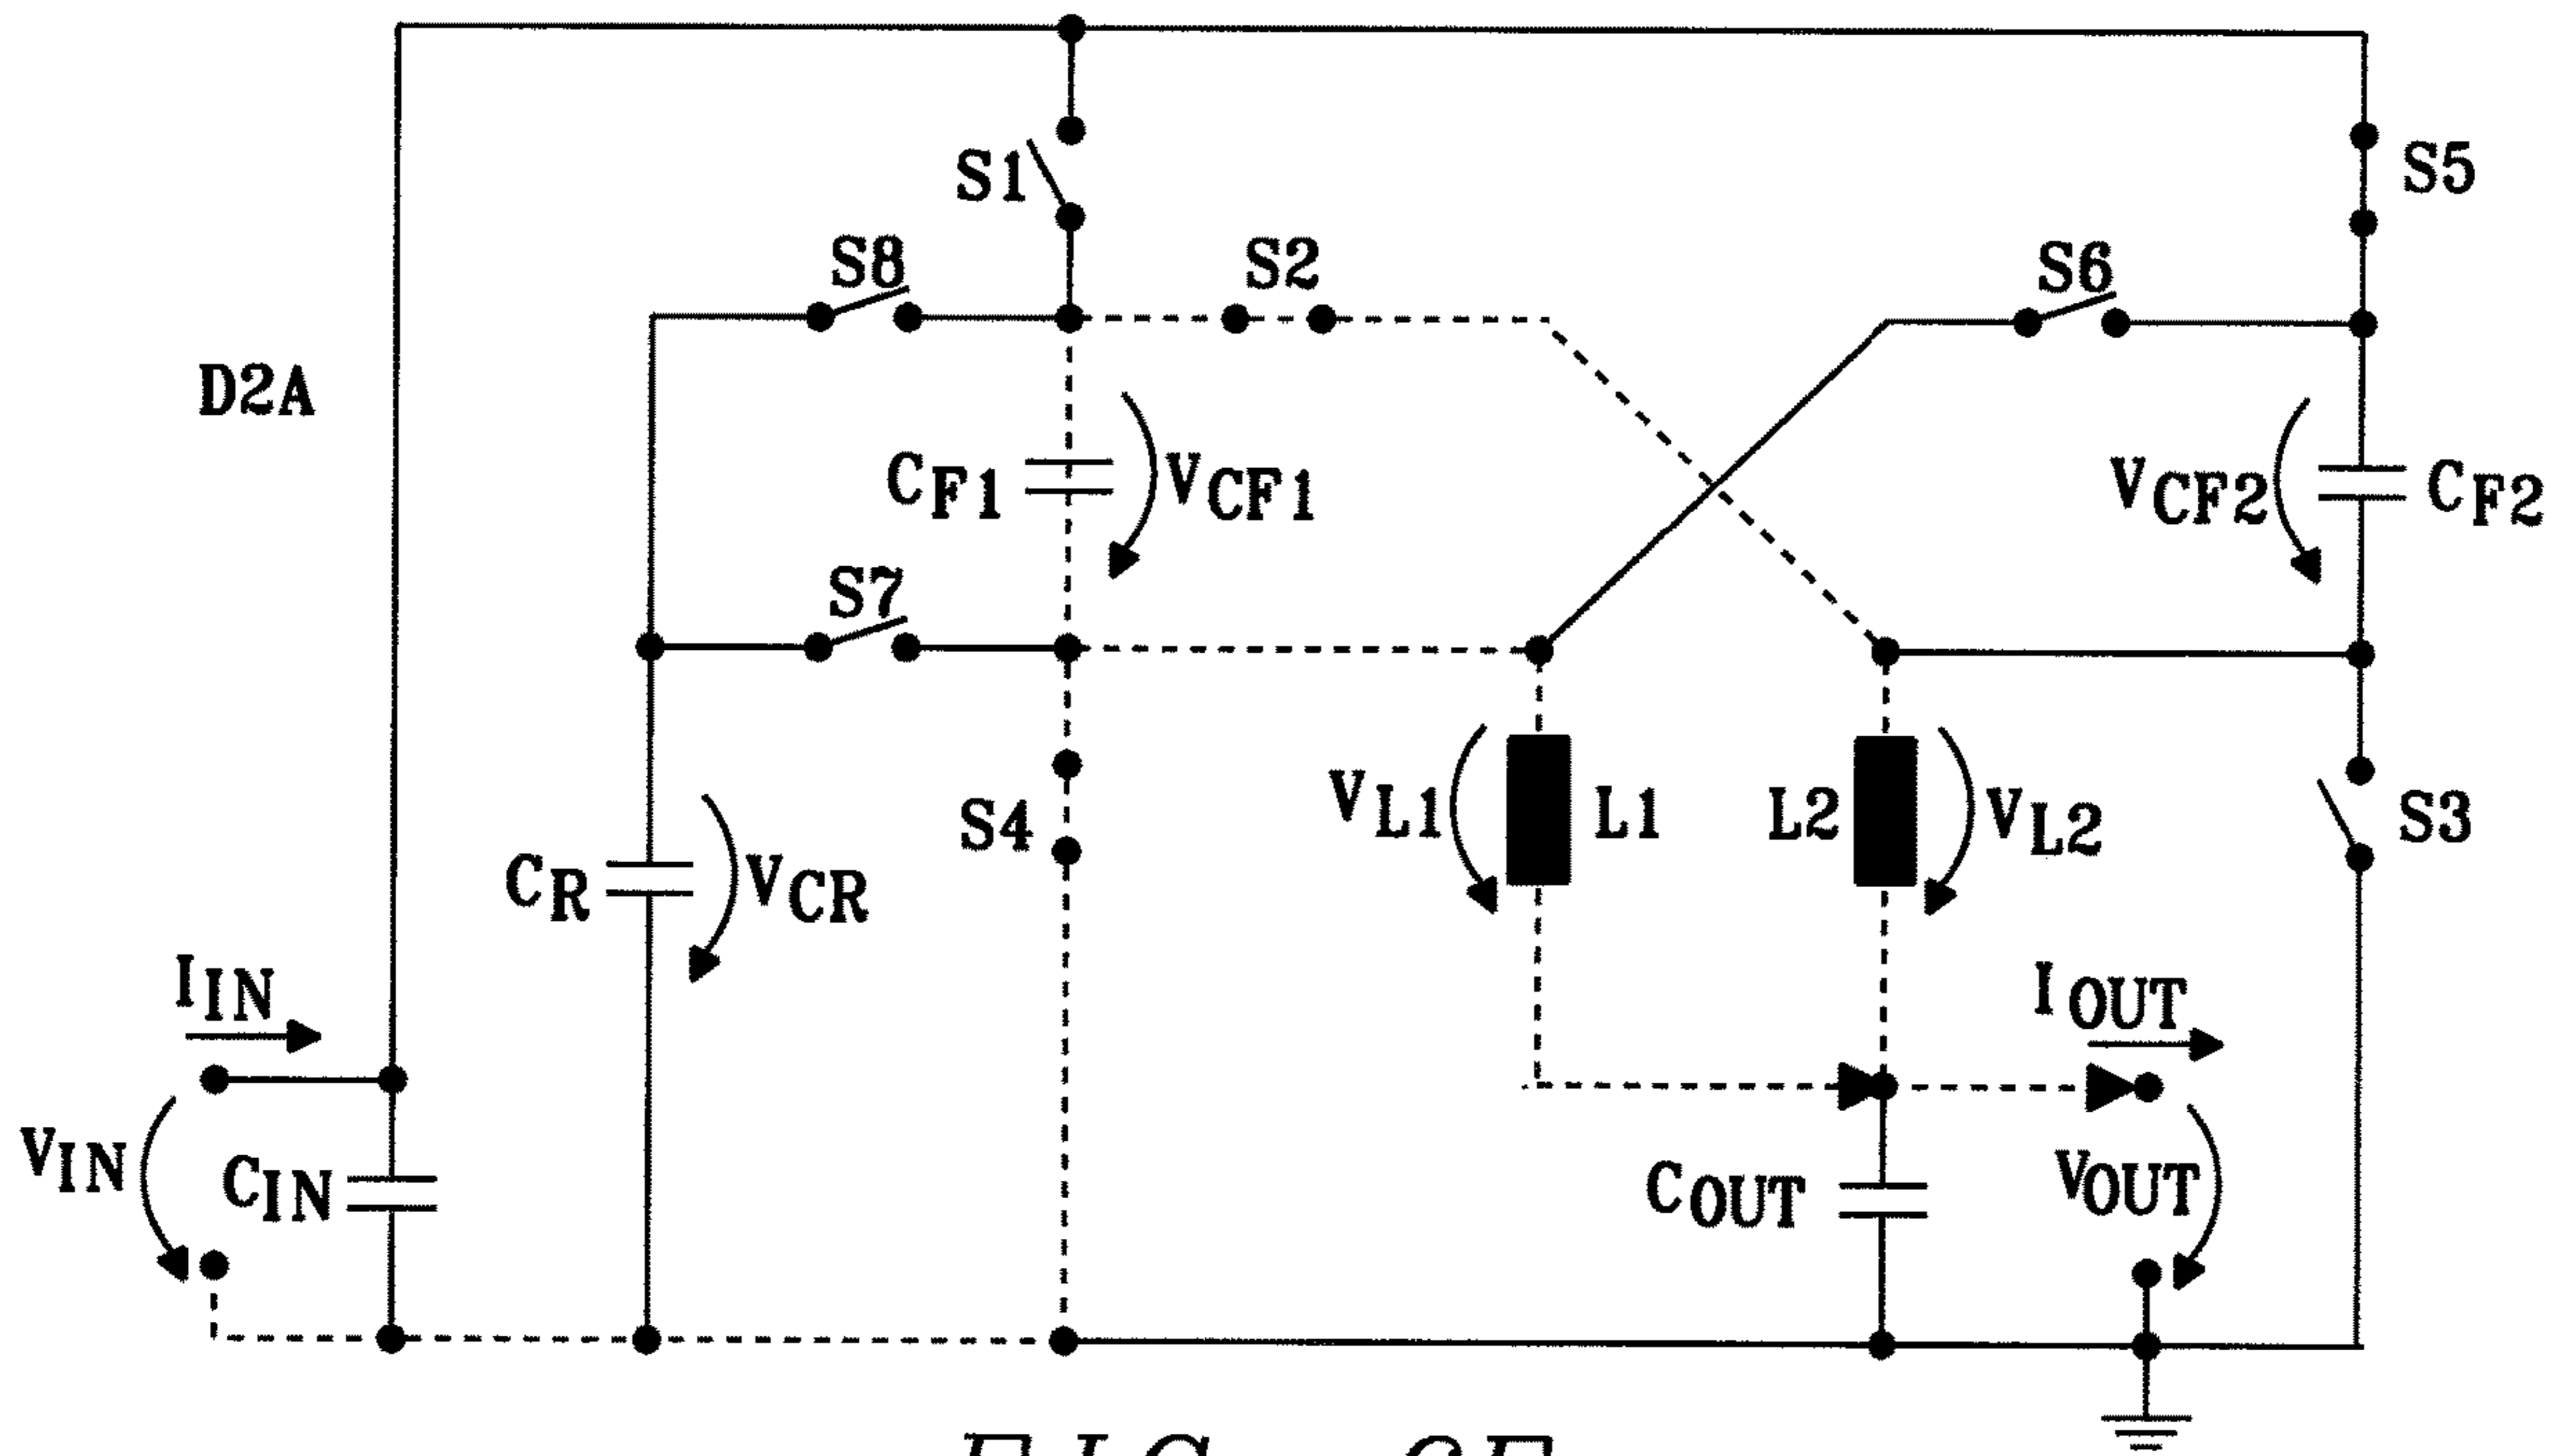 S1
S5
S8
S2
S6
D2A
CF1
VCF1
VCF2
CF2
S7
VL1
L1
L2
VL2
S3
S4
CR
VCR
IIN
IOUT
VIN
CIN
COUT
VOUT